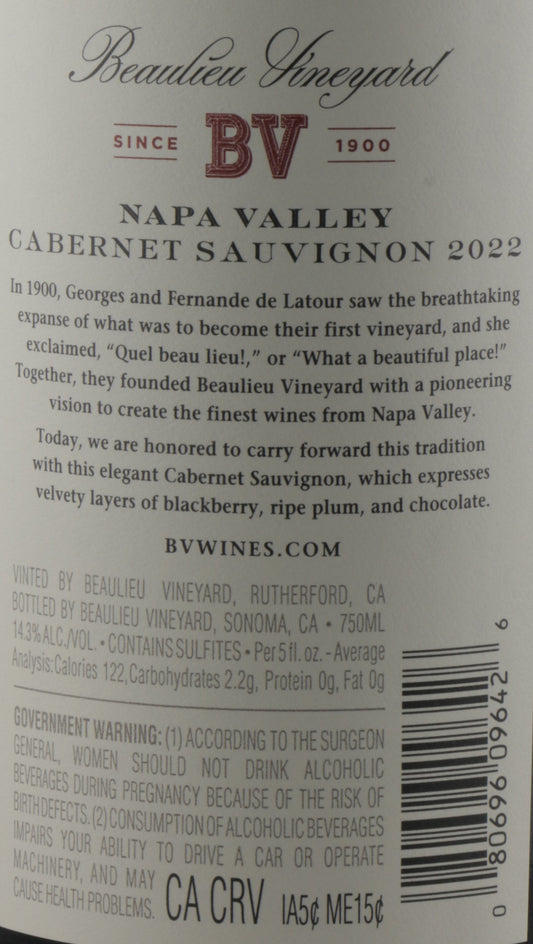 Beaulieu Vineyard
SINCE BV 1900
NAPA VALLEY
CABERNET SAUVIGNON 2022
In 1900, Georges and Fernande de Latour saw the breathtaking
expanse of what was to become their first vineyard, and she
exclaimed, "Quel beau lieu!," or "What a beautiful place!"
Together, they founded Beaulieu Vineyard with a pioneering
vision to create the finest wines from Napa Valley.
Today, we are honored to carry forward this tradition
with this elegant Cabernet Sauvignon, which expresses
velvety layers of blackberry, ripe plum, and chocolate.
BVWINES.COM
VINTED BY BEAULIEU VINEYARD, RUTHERFORD, CA
BOTTLED BY BEAULIEU VINEYARD, SONOMA, CA • 750ML
14.3% ALC./VOL. • CONTAINS SULFITES • Per 5 fl. oz. - Average
Analysis: Calories 122, Carbohydrates 2.2g, Protein 0g, Fat 0g
GOVERNMENT WARNING: (1) ACCORDING TO THE SURGEON
GENERAL, WOMEN SHOULD NOT DRINK ALCOHOLIC
BEVERAGES DURING PREGNANCY BECAUSE OF THE RISK OF
BIRTH DEFECTS. (2) CONSUMPTION OF ALCOHOLIC BEVERAGES
IMPAIRS YOUR ABILITY TO DRIVE A CAR OR OPERATE
MACHINERY, AND MAY
CAUSE HEALTH PROBLEMS.
CA CRV IA5¢ ME15¢
0 80696 09642 6